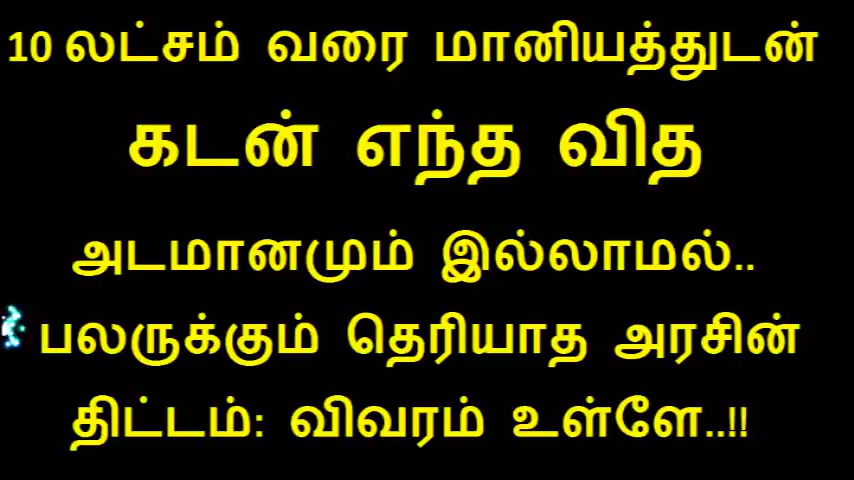 10 லட்சம் வரை மானியத்துடன்
கடன் எந்த வித
அடமானமும் இல்லாமல்..
பலருக்கும் தெரியாத அரசின்
திட்டம்: விவரம் உள்ளே..!!